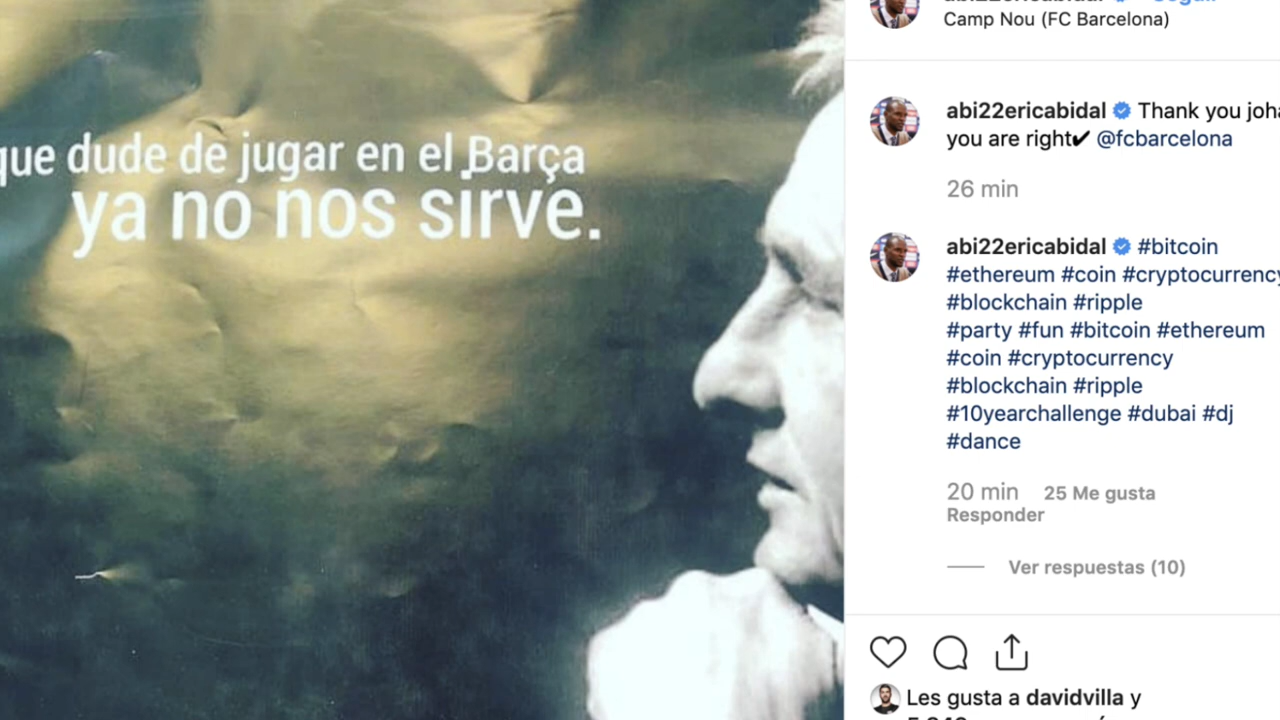 que dude de jugar en el Barça
ya no nos sirve.
Camp Nou (FC Barcelona)
abi22ericabidal Thank you joha
you are right✔ @fcbarcelona
26 min
abi22ericabidal #bitcoin
#ethereum #coin #cryptocurrency
#blockchain #ripple
#party #fun #bitcoin #ethereum
#coin #cryptocurrency
#blockchain #ripple
#10yearchallenge #dubai #dj
#dance
20 min 25 Me gusta
Responder
Ver respuestas (10)
Les gusta a davidvilla y